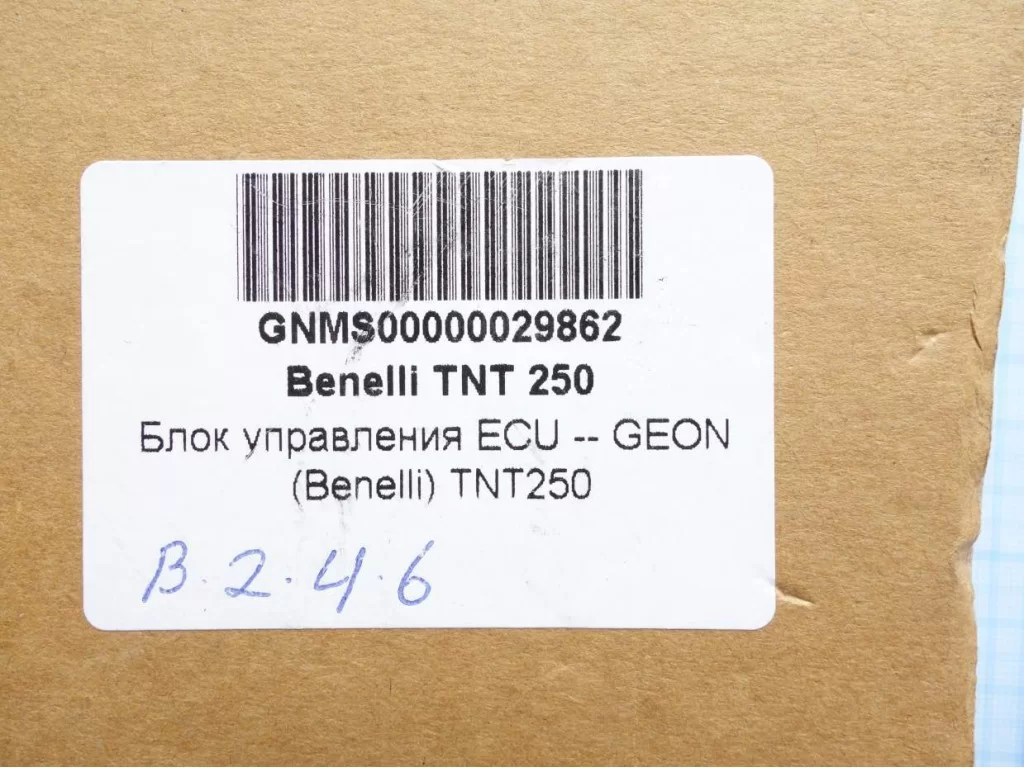 GNMS00000029862
Benelli TNT 250
Блок управления ECU -- GEON
(Benelli) TNT250
B.2.4.6